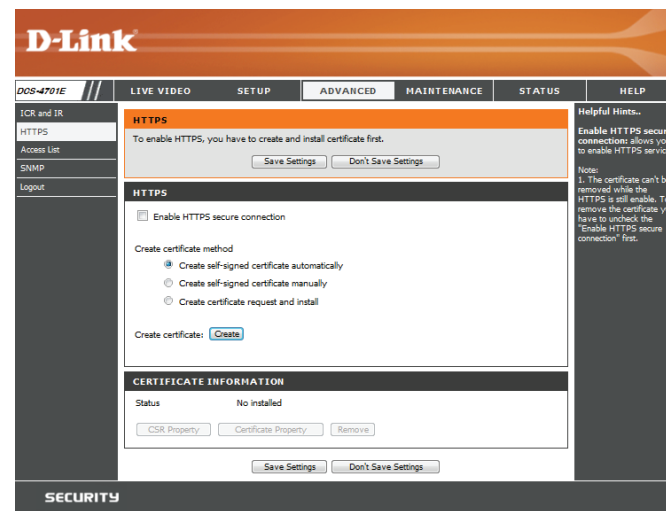 D-Link
DCS-4701E // LIVE VIDEO SETUP ADVANCED MAINTENANCE STATUS HELP
ICR and IR
HTTPS
Access List
SNMP
Logout
HTTPS
To enable HTTPS, you have to create and install certificate first.
Save Settings Don't Save Settings
HTTPS
Enable HTTPS secure connection
Create certificate method
Create self-signed certificate automatically
Create self-signed certificate manually
Create certificate request and install
Create certificate: Create
CERTIFICATE INFORMATION
Status No installed
CSR Property Certificate Property Remove
Save Settings Don't Save Settings
Helpful Hints..
Enable HTTPS secur
connection: allows yo
to enable HTTPS servic
Note:
1. The certificate can't b
removed while the
HTTPS is still enable. T
remove the certificate y
have to uncheck the
"Enable HTTPS secure
connection" first.
SECURITY